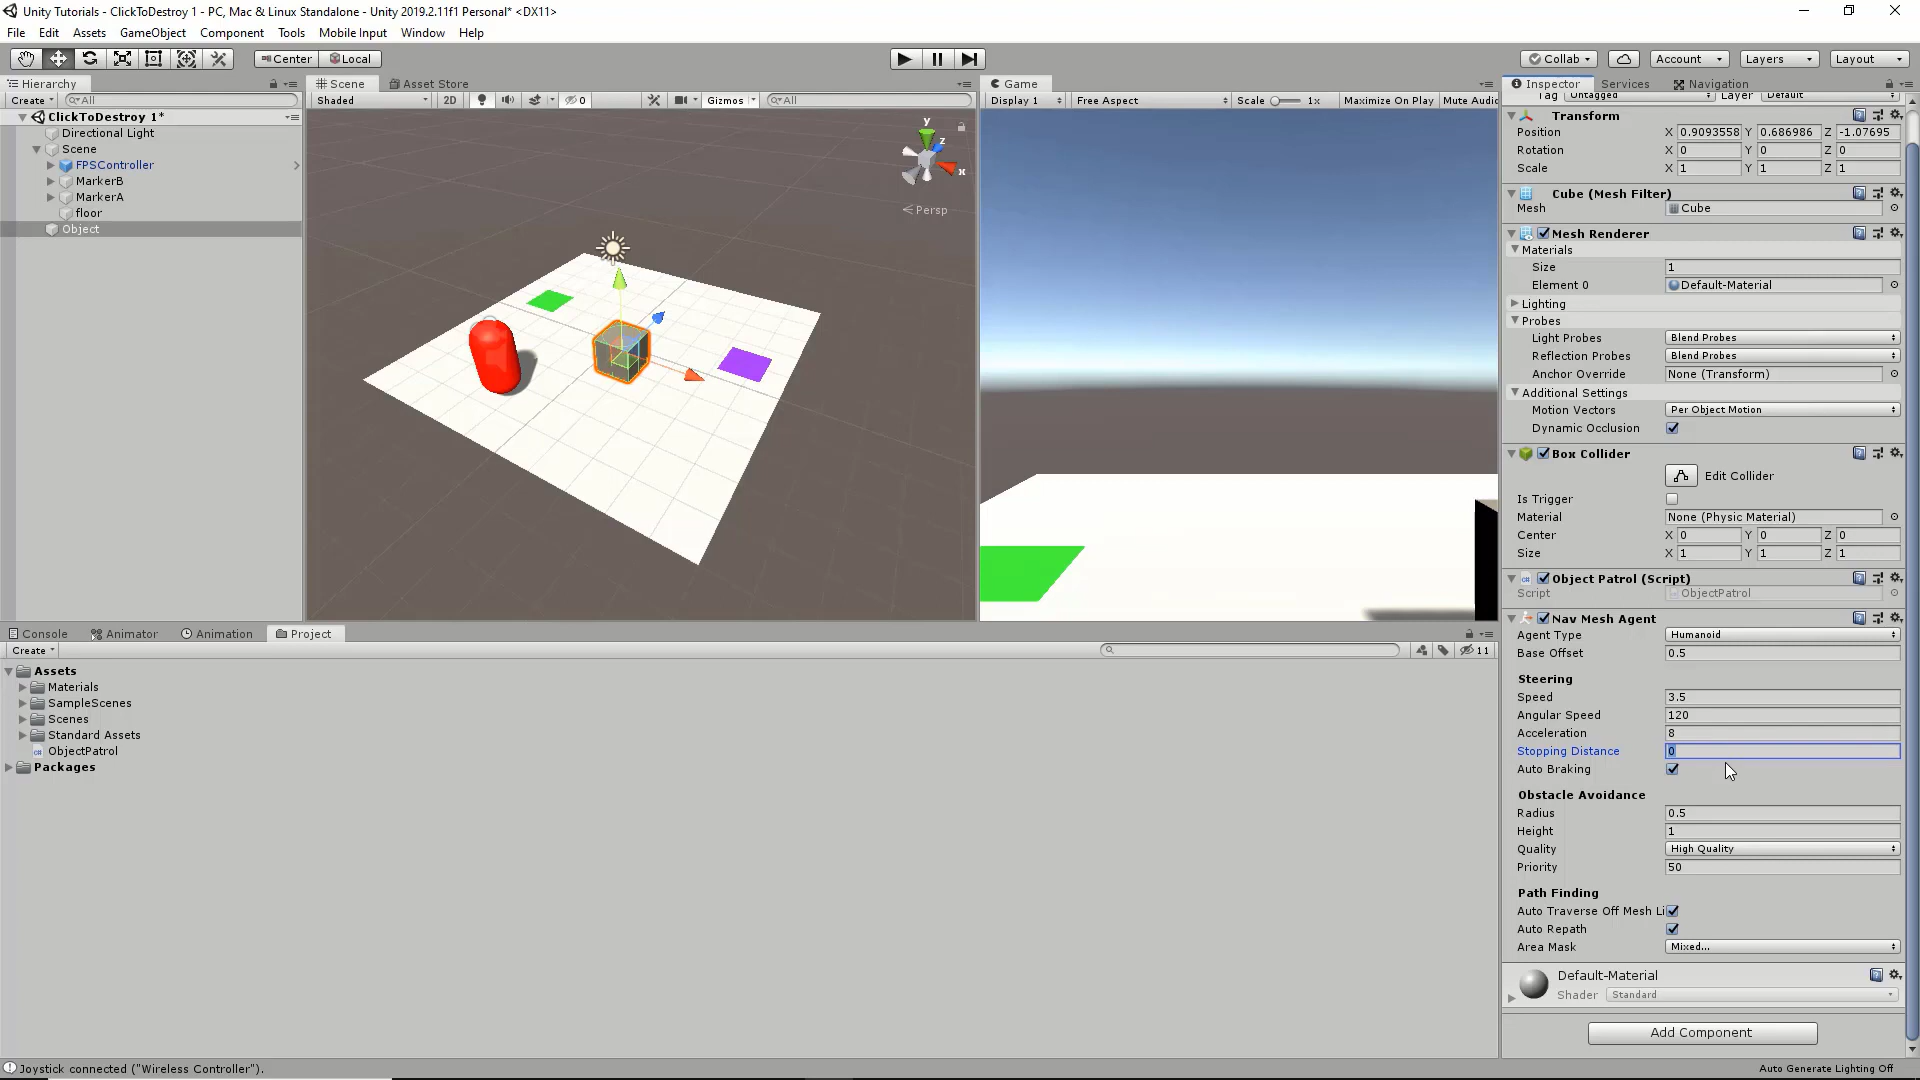 Unity Tutorials - ClickToDestroy 1 - PC, Mac & Linux Standalone - Unity 2019.2.11f1 Personal* <DX11>
File Edit Assets GameObject Component Tools Mobile Input Window Help
Center Local
Collab Account Layers Layout
Hierarchy
Create All
ClickToDestroy 1*
Directional Light
Scene
FPSController
MarkerB
MarkerA
floor
Object
Scene Asset Store
Shaded 2D 0 Gizmos All
y
z
x
Persp
Game
Display 1 Free Aspect Scale 1x Maximize On Play Mute Audio
Inspector Services Navigation
Tag Untagged Layer Default
Transform
Position X 0.9093558 Y 0.686986 Z -1.07695
Rotation X 0 Y 0 Z 0
Scale X 1 Y 1 Z 1
Cube (Mesh Filter)
Mesh Cube
Mesh Renderer
Materials
Size 1
Element 0 Default-Material
Lighting
Probes
Light Probes Blend Probes
Reflection Probes Blend Probes
Anchor Override None (Transform)
Additional Settings
Motion Vectors Per Object Motion
Dynamic Occlusion
Box Collider
Edit Collider
Is Trigger
Material None (Physic Material)
Center X 0 Y 0 Z 0
Size X 1 Y 1 Z 1
Object Patrol (Script)
Script ObjectPatrol
Nav Mesh Agent
Agent Type Humanoid
Base Offset 0.5
Steering
Speed 3.5
Angular Speed 120
Acceleration 8
Stopping Distance 0
Auto Braking
Obstacle Avoidance
Radius 0.5
Height 1
Quality High Quality
Priority 50
Path Finding
Auto Traverse Off Mesh Li
Auto Repath
Area Mask Mixed...
Default-Material
Shader Standard
Add Component
Console Animator Animation Project
Create 11
Assets
Materials
SampleScenes
Scenes
Standard Assets
ObjectPatrol
Packages
Joystick connected ("Wireless Controller").
Auto Generate Lighting Off